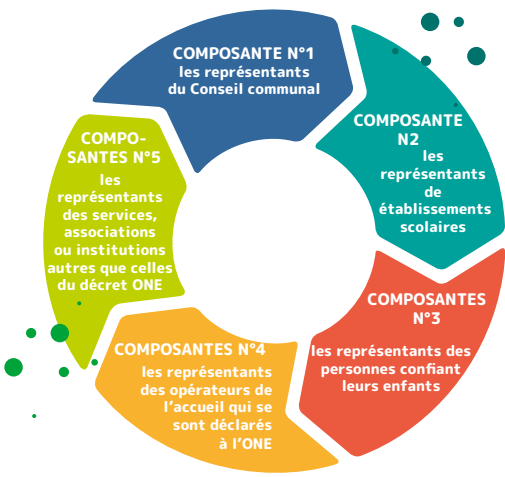 COMPOSANTE N°1
les représentants
du Conseil communal
COMPOSANTE
N2
les
représentants
de
établissements
scolaires
COMPOSANTES
N°3
les représentants des
personnes confiant
leurs enfants
COMPOSANTES N°4
les représentants
des opérateurs de
l’accueil qui se
sont déclarés
à l’ONE
COMPO-
SANTES N°5
les
représentants
des services,
associations
ou institutions
autres que celles
du décret ONE